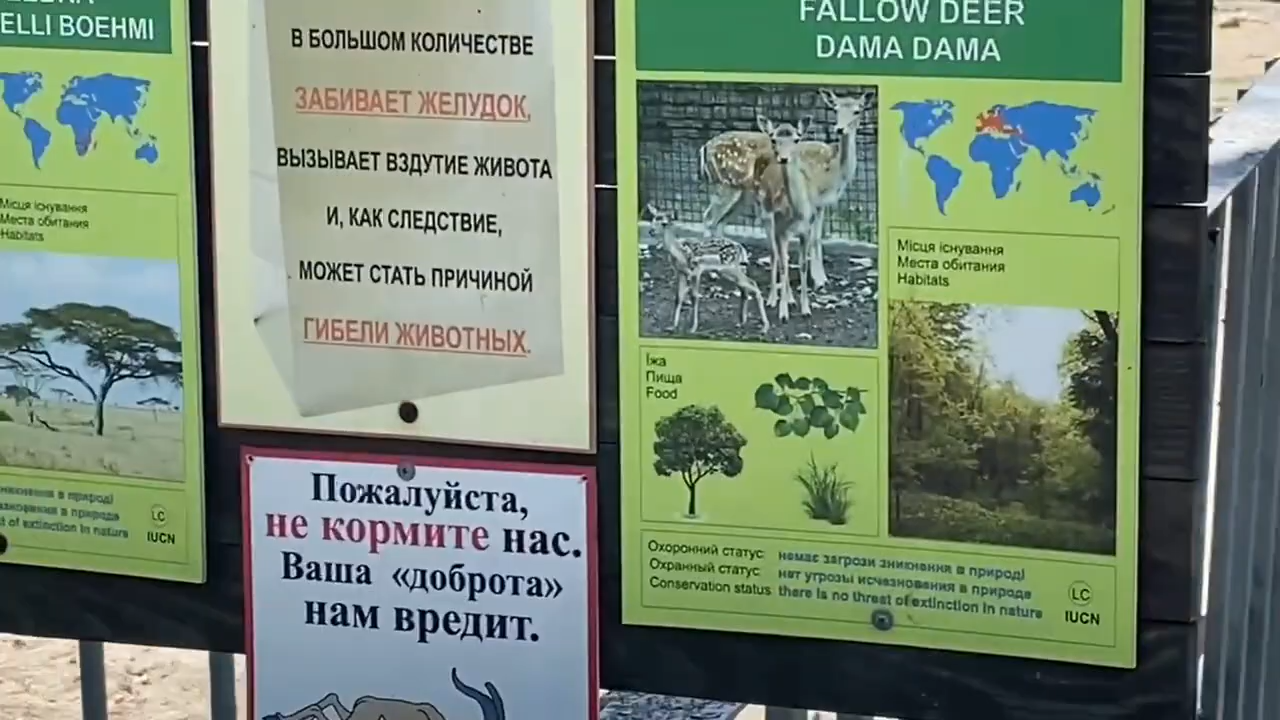 ELLI BOEHMI
Місця існування
Места обитания
Habitats
зникнення в природі
в природе
of extinction in nature
LC
IUCN
В БОЛЬШОМ КОЛИЧЕСТВЕ
ЗАБИВАЕТ ЖЕЛУДОК,
ВЫЗЫВАЕТ ВЗДУТИЕ ЖИВОТА
И, КАК СЛЕДСТВИЕ,
МОЖЕТ СТАТЬ ПРИЧИНОЙ
ГИБЕЛИ ЖИВОТНЫХ.
Пожалуйста,
не кормите нас.
Ваша «доброта»
нам вредит.
FALLOW DEER
DAMA DAMA
Місця існування
Места обитания
Habitats
Їжа
Пища
Food
Охоронний статус: немає загрози зникнення в природі
Охранный статус: нет угрозы исчезновения в природе
Conservation status there is no threat of extinction in nature
LC
IUCN